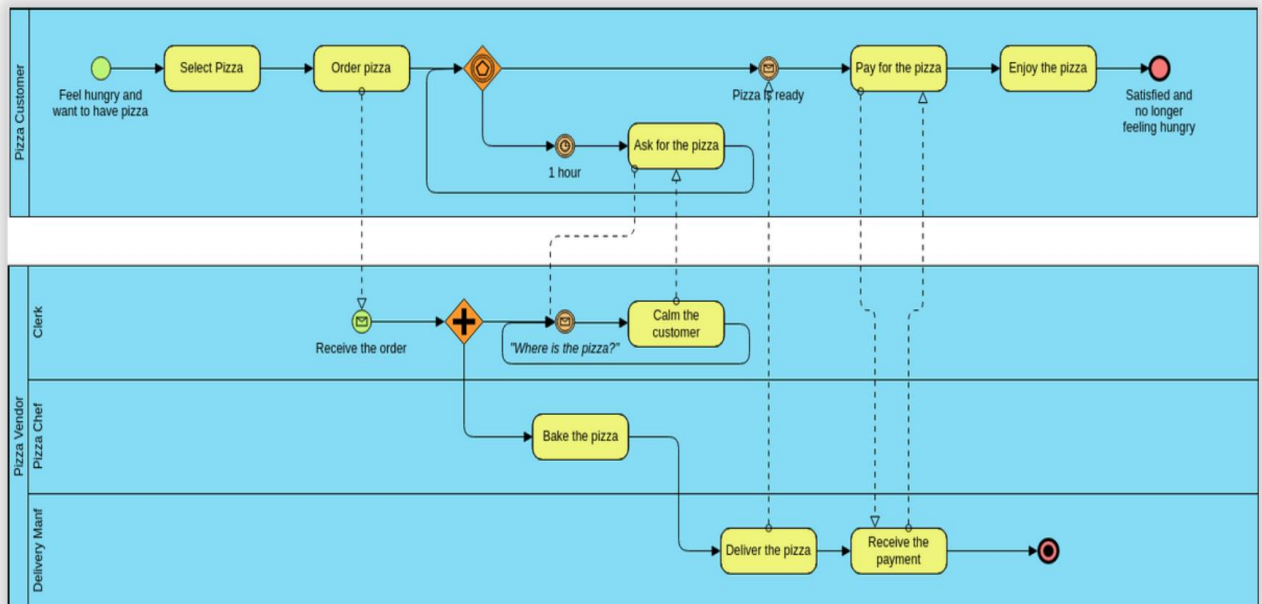 Pizza Customer
Select Pizza
Order pizza
Pay for the pizza
Enjoy the pizza
Feel hungry and
want to have pizza
Pizza is ready
Satisfied and
no longer
feeling hungry
Ask for the pizza
1 hour
Pizza Vendor
Clerk
Receive the order
"Where is the pizza?"
Calm the
customer
Pizza Chef
Bake the pizza
Delivery Manf
Deliver the pizza
Receive the
payment